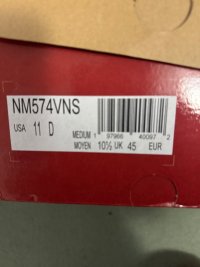 NM574VNS
USA 11 D
MEDIUM 1 97966 40097 2
MOYEN 10½ UK 45 EUR